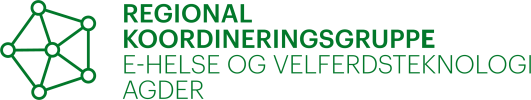 REGIONAL
KOORDINERINGSGRUPPE
E-HELSE OG VELFERDSTEKNOLOGI
AGDER